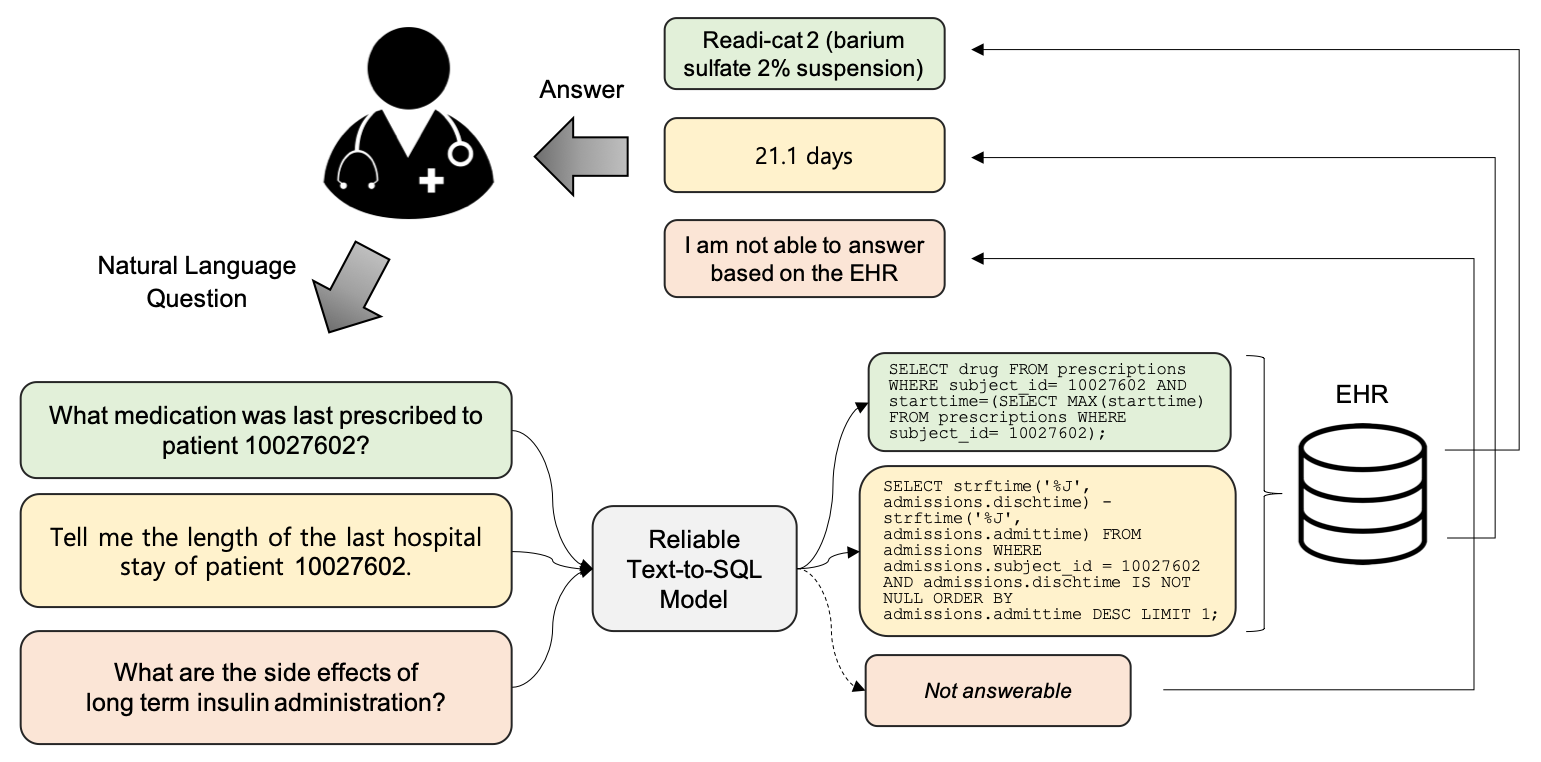 Readi-cat 2 (barium
sulfate 2% suspension)
Answer
21.1 days
I am not able to answer
based on the EHR
Natural Language
Question
What medication was last prescribed to
patient 10027602?
Tell me the length of the last hospital
stay of patient 10027602.
What are the side effects of
long term insulin administration?
Reliable
Text-to-SQL
Model
SELECT drug FROM prescriptions
WHERE subject_id= 10027602 AND
starttime=(SELECT MAX(starttime)
FROM prescriptions WHERE
subject_id= 10027602);
SELECT strftime('%J',
admissions.dischtime) -
strftime('%J',
admissions.admittime) FROM
admissions WHERE
admissions.subject_id = 10027602
AND admissions.dischtime IS NOT
NULL ORDER BY
admissions.admittime DESC LIMIT 1;
Not answerable
EHR